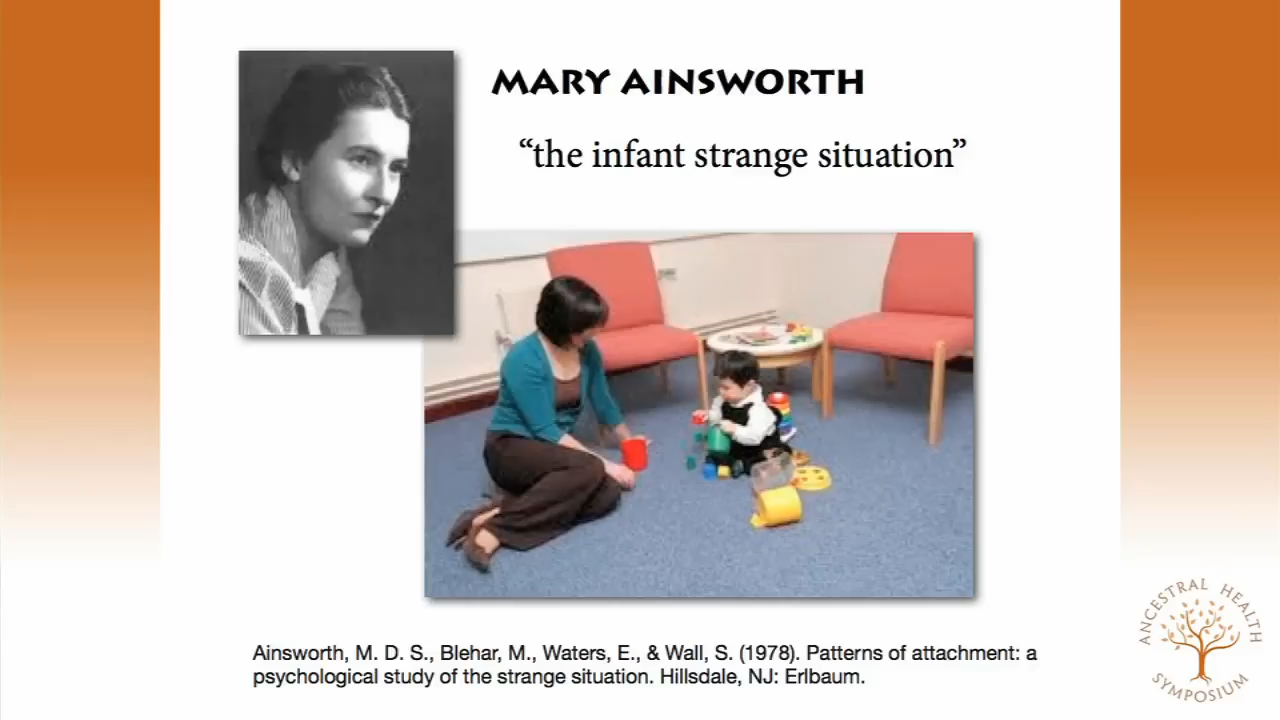 MARY AINSWORTH
“the infant strange situation”
Ainsworth, M. D. S., Blehar, M., Waters, E., & Wall, S. (1978). Patterns of attachment: a
psychological study of the strange situation. Hillsdale, NJ: Erlbaum.
ANCESTRAL HEALTH
SYMPOSIUM